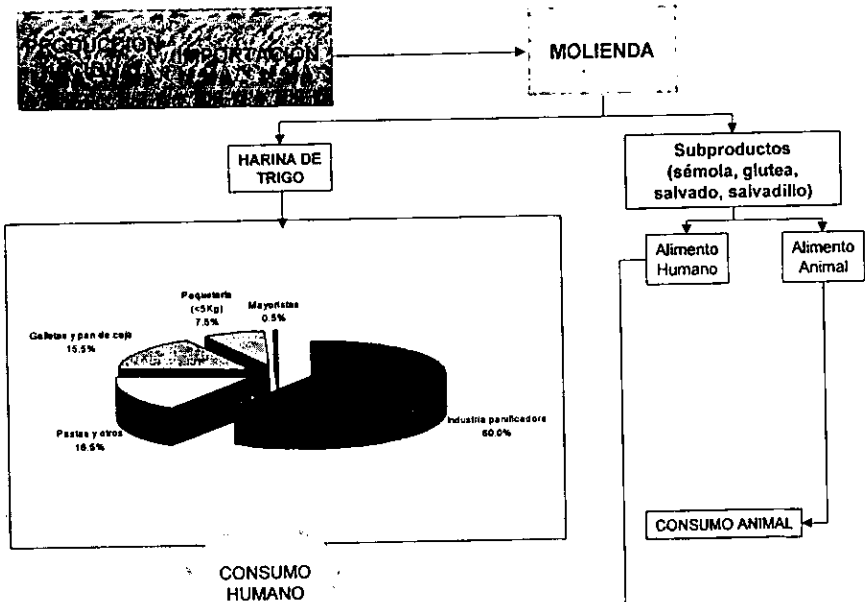 PRODUCCION
IMPORTACION
MOLIENDA
HARINA DE
TRIGO
Subproductos
(sémola, glutea,
salvado, salvadillo)
Alimento
Humano
Alimento
Animal
Paquetería
(<5Kg)
7.5%
Mayoristas
0.5%
Galletas y pan de caja
15.5%
Pastas y otros
16.5%
Industria panificadora
60.0%
CONSUMO ANIMAL
CONSUMO
HUMANO